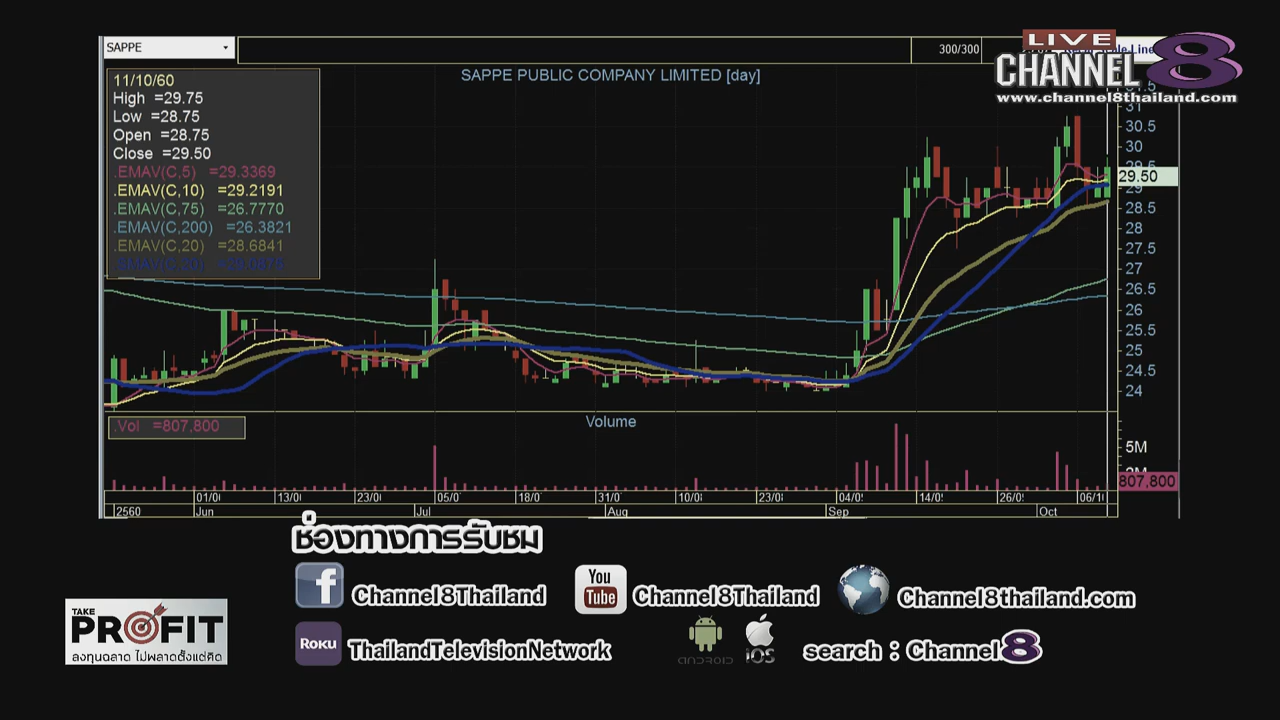 SAPPE
300/300
LIVE
CHANNEL 8
www.channel8thailand.com
SAPPE PUBLIC COMPANY LIMITED [day]
11/10/60
High =29.75
Low =28.75
Open =28.75
Close =29.50
.EMAV(C,5) =29.3369
.EMAV(C,10) =29.2191
.EMAV(C,75) =26.7770
.EMAV(C,200) =26.3821
.EMAV(C,20) =28.6841
31
30.5
30
29.50
29
28.5
28
27.5
27
26.5
26
25.5
25
24.5
24
.Vol =807,800
Volume
5M
807,800
01/0
13/0
23/0
05/0
18/0
31/0
10/0
23/0
04/0
14/0
26/0
06/1
2560
Jun
Jul
Aug
Sep
Oct
ช่องทางการรับชม
f Channel8Thailand
You Tube Channel8Thailand
Channel8thailand.com
TAKE
PROFIT
ลงทุนฉลาด ไม่พลาดตั้งแต่คิด
ROKU ThailandTelevisionNetwork
ANDROID
iOS
search : Channel 8